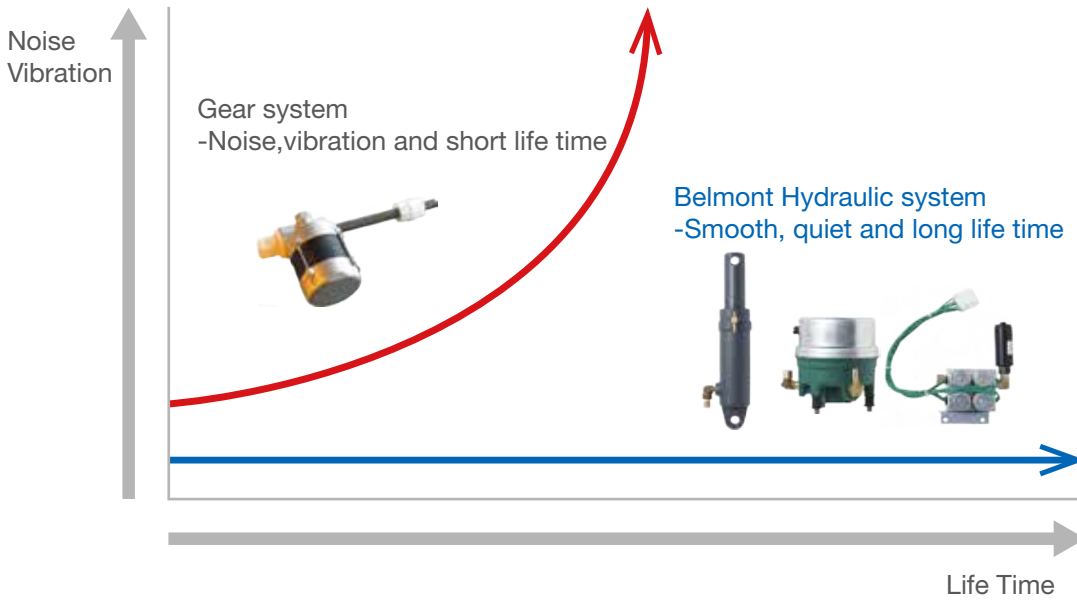 Noise
Vibration
Gear system
-Noise,vibration and short life time
Belmont Hydraulic system
-Smooth, quiet and long life time
Life Time